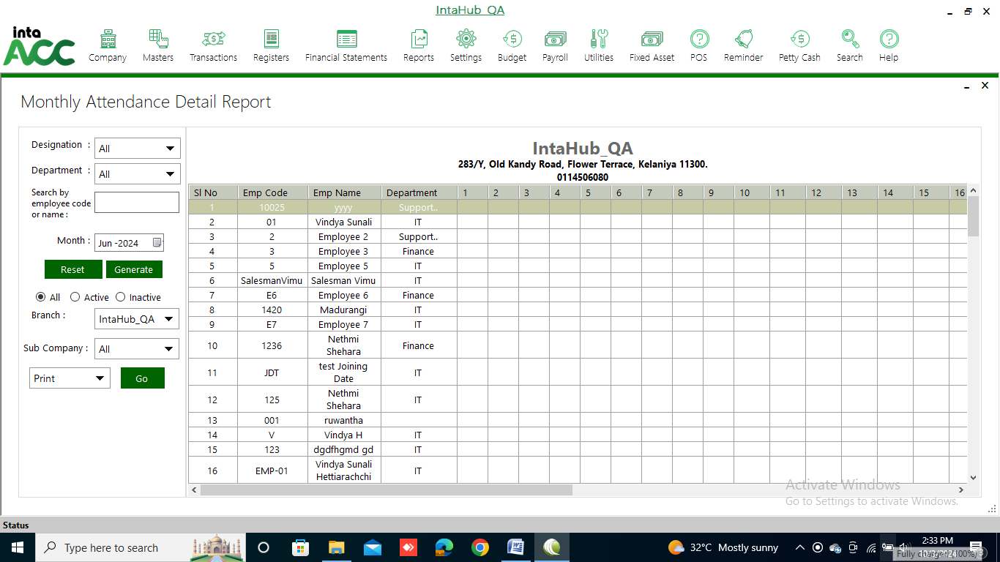 IntaHub_QA
inta
ACC
Company Masters Transactions Registers Financial Statements Reports Settings Budget Payroll Utilities Fixed Asset POS Reminder Petty Cash Search Help
Monthly Attendance Detail Report
Designation : All
Department : All
Search by
employee code
or name :
Month : Jun -2024
Reset Generate
All Active Inactive
Branch : IntaHub_QA
Sub Company : All
Print Go
IntaHub_QA
283/Y, Old Kandy Road, Flower Terrace, Kelaniya 11300.
0114506080
Sl No Emp Code Emp Name Department 1 2 3 4 5 6 7 8 9 10 11 12 13 14 15 16
1 10025 yyyy Support..
2 01 Vindya Sunali IT
3 2 Employee 2 Support..
4 3 Employee 3 Finance
5 5 Employee 5 IT
6 SalesmanVimu Salesman Vimu IT
7 E6 Employee 6 Finance
8 1420 Madurangi IT
9 E7 Employee 7 IT
10 1236 Nethmi Shehara Finance
11 JDT test Joining Date IT
12 125 Nethmi Shehara IT
13 001 ruwantha
14 V Vindya H IT
15 123 dgdfhgmd gd IT
16 EMP-01 Vindya Sunali Hettiarachchi IT
Activate Windows
Go to Settings to activate Windows.
Status
Type here to search
32°C Mostly sunny
2:33 PM
Fully charged (100%)